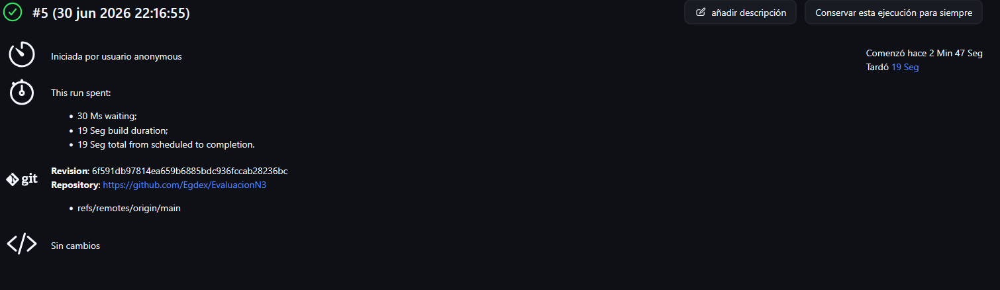 #5 (30 jun 2026 22:16:55)
añadir descripción
Conservar esta ejecución para siempre
Iniciada por usuario anonymous
Comenzó hace 2 Min 47 Seg
Tardó 19 Seg
This run spent:
30 Ms waiting;
19 Seg build duration;
19 Seg total from scheduled to completion.
git
Revision: 6f591db97814ea659b6885bdc936fccab28236bc
Repository: https://github.com/Egdex/EvaluacionN3
refs/remotes/origin/main
Sin cambios